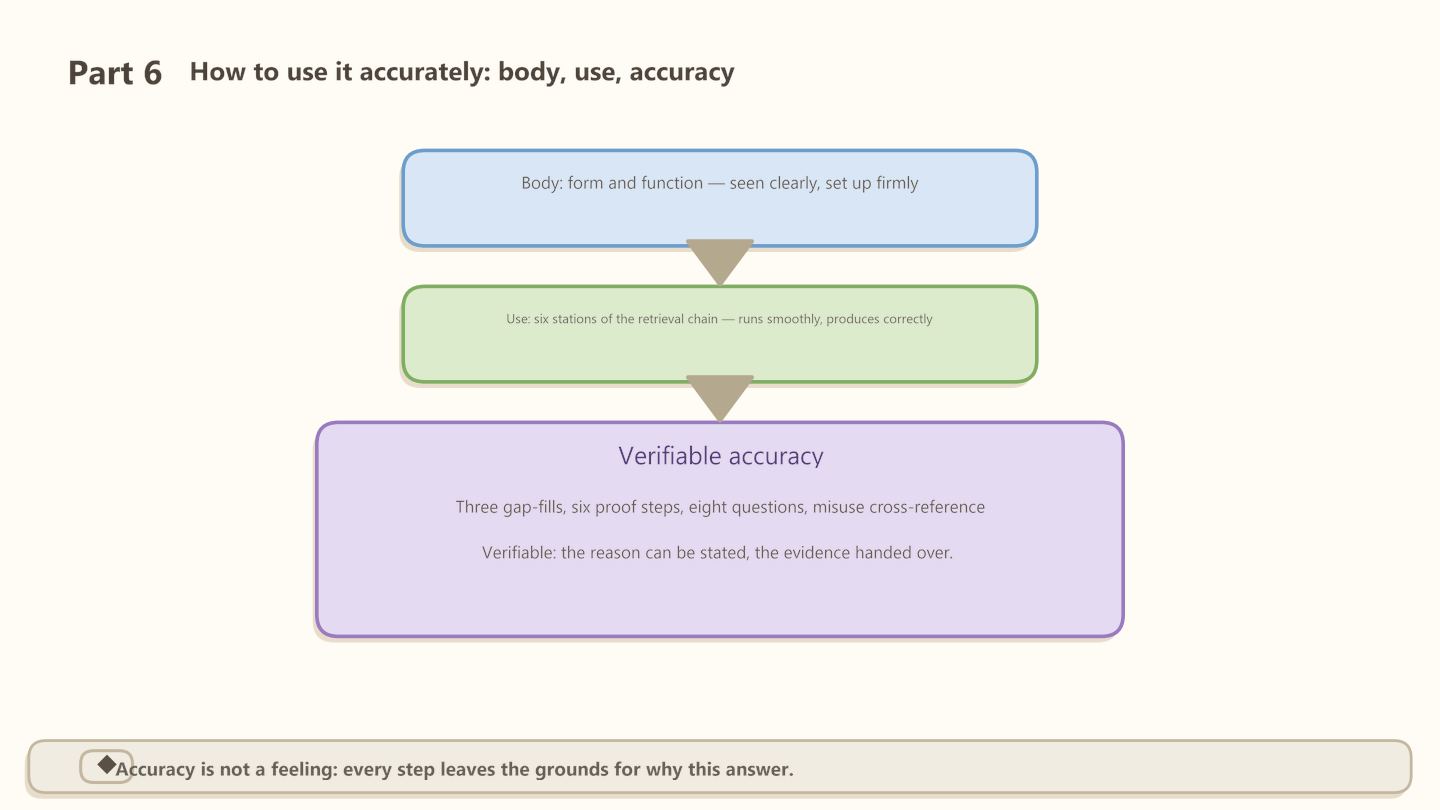 Part 6 How to use it accurately: body, use, accuracy
Body: form and function — seen clearly, set up firmly
Use: six stations of the retrieval chain — runs smoothly, produces correctly
Verifiable accuracy
Three gap-fills, six proof steps, eight questions, misuse cross-reference
Verifiable: the reason can be stated, the evidence handed over.
◆Accuracy is not a feeling: every step leaves the grounds for why this answer.